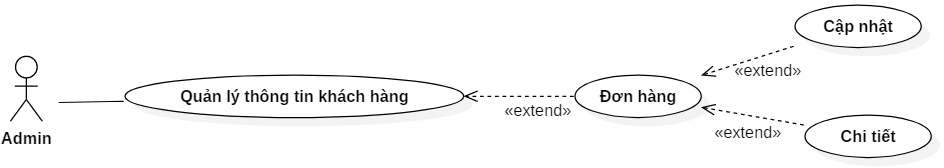 Cập nhật
«extend»
Quản lý thông tin khách hàng
Đơn hàng
«extend»
«extend»
Chi tiết
Admin